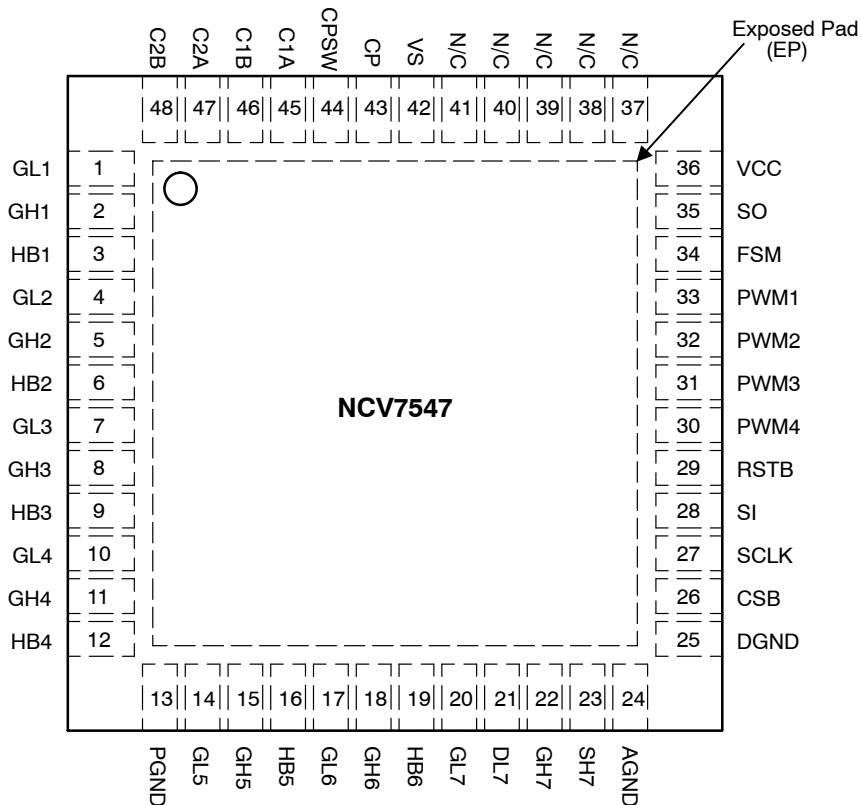 C2B C2A C1B C1A CPSW CP VS N/C N/C N/C N/C N/C
Exposed Pad
(EP)
48 47 46 45 44 43 42 41 40 39 38 37
GL1 1 36 VCC
GH1 2 35 SO
HB1 3 34 FSM
GL2 4 33 PWM1
GH2 5 32 PWM2
HB2 6 31 PWM3
NCV7547
GL3 7 30 PWM4
GH3 8 29 RSTB
HB3 9 28 SI
GL4 10 27 SCLK
GH4 11 26 CSB
HB4 12 25 DGND
13 14 15 16 17 18 19 20 21 22 23 24
PGND GL5 GH5 HB5 GL6 GH6 HB6 GL7 DL7 GH7 SH7 AGND